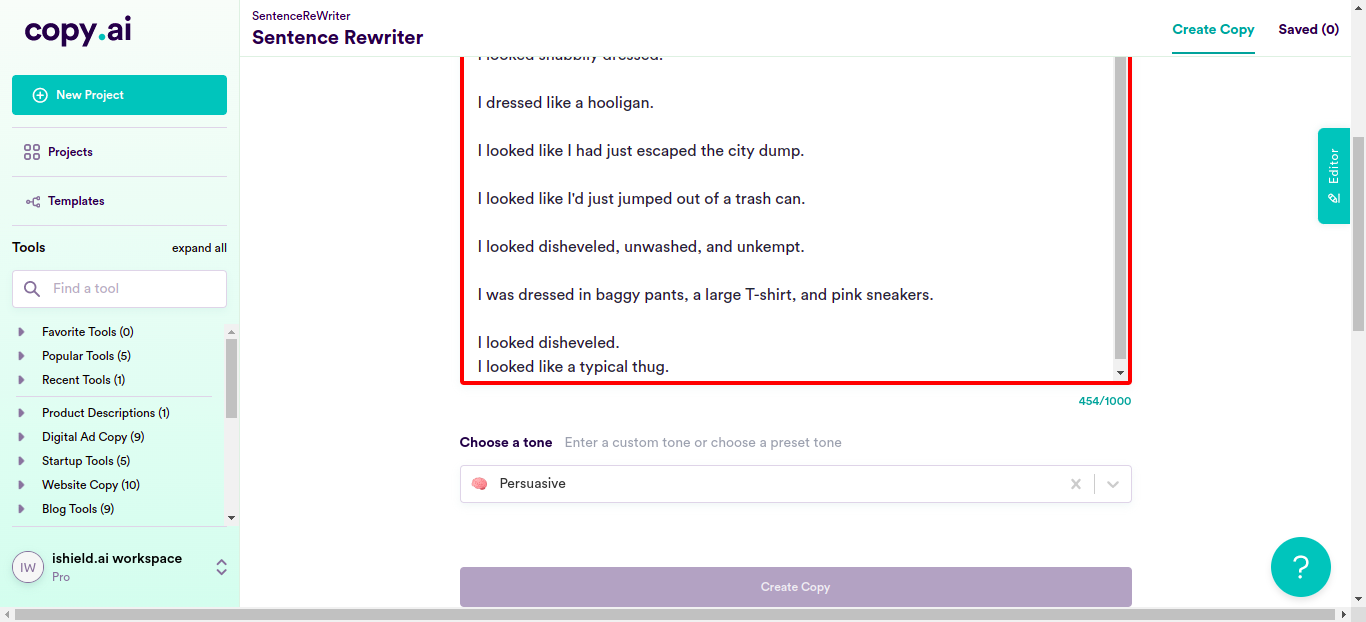 copy.ai
New Project
Projects
Templates
Tools
expand all
Find a tool
Favorite Tools (0)
Popular Tools (5)
Recent Tools (1)
Product Descriptions (1)
Digital Ad Copy (9)
Startup Tools (5)
Website Copy (10)
Blog Tools (9)
IW
ishield.ai workspace
Pro
SentenceReWriter
Sentence Rewriter
Create Copy
Saved (0)
I looked shabbily dressed.
I dressed like a hooligan.
I looked like I had just escaped the city dump.
I looked like I'd just jumped out of a trash can.
I looked disheveled, unwashed, and unkempt.
I was dressed in baggy pants, a large T-shirt, and pink sneakers.
I looked disheveled.
I looked like a typical thug.
454/1000
Choose a tone
Enter a custom tone or choose a preset tone
Persuasive
Create Copy
Editor
?